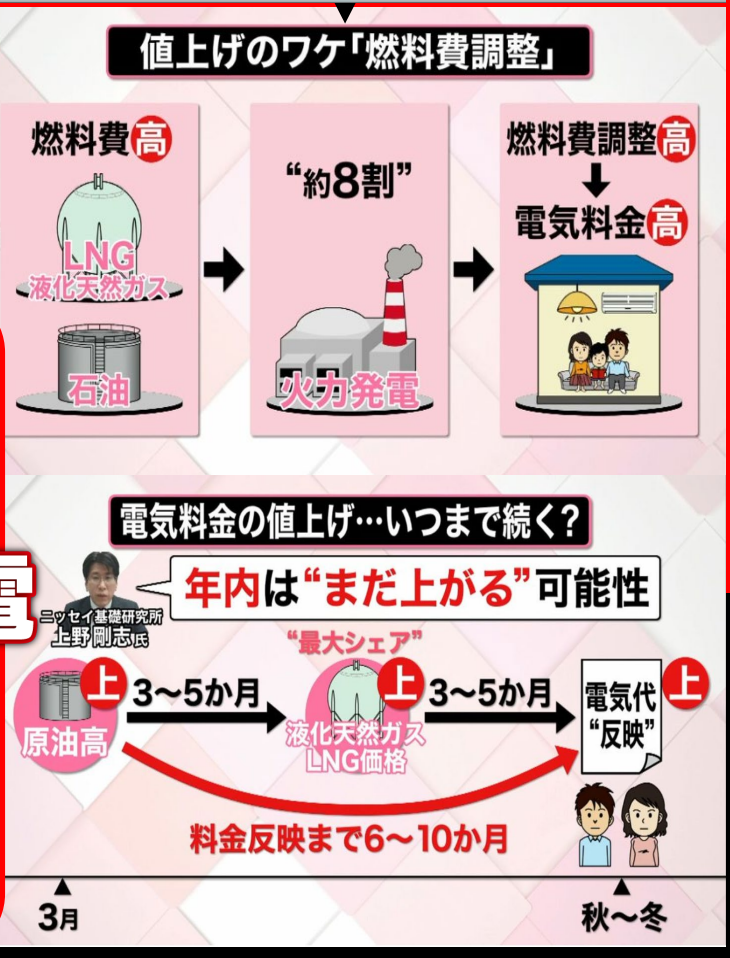 値上げのワケ「燃料費調整」
燃料費高
LNG
液化天然ガス
石油
“約8割”
火力発電
燃料費調整高
電気料金高
電気料金の値上げ…いつまで続く?
年内は“まだ上がる”可能性
ニッセイ基礎研究所
上野剛志氏
上
原油高
3〜5か月
“最大シェア”
上
液化天然ガス
LNG価格
3〜5か月
上
電気代
“反映”
料金反映まで6〜10か月
3月
秋〜冬